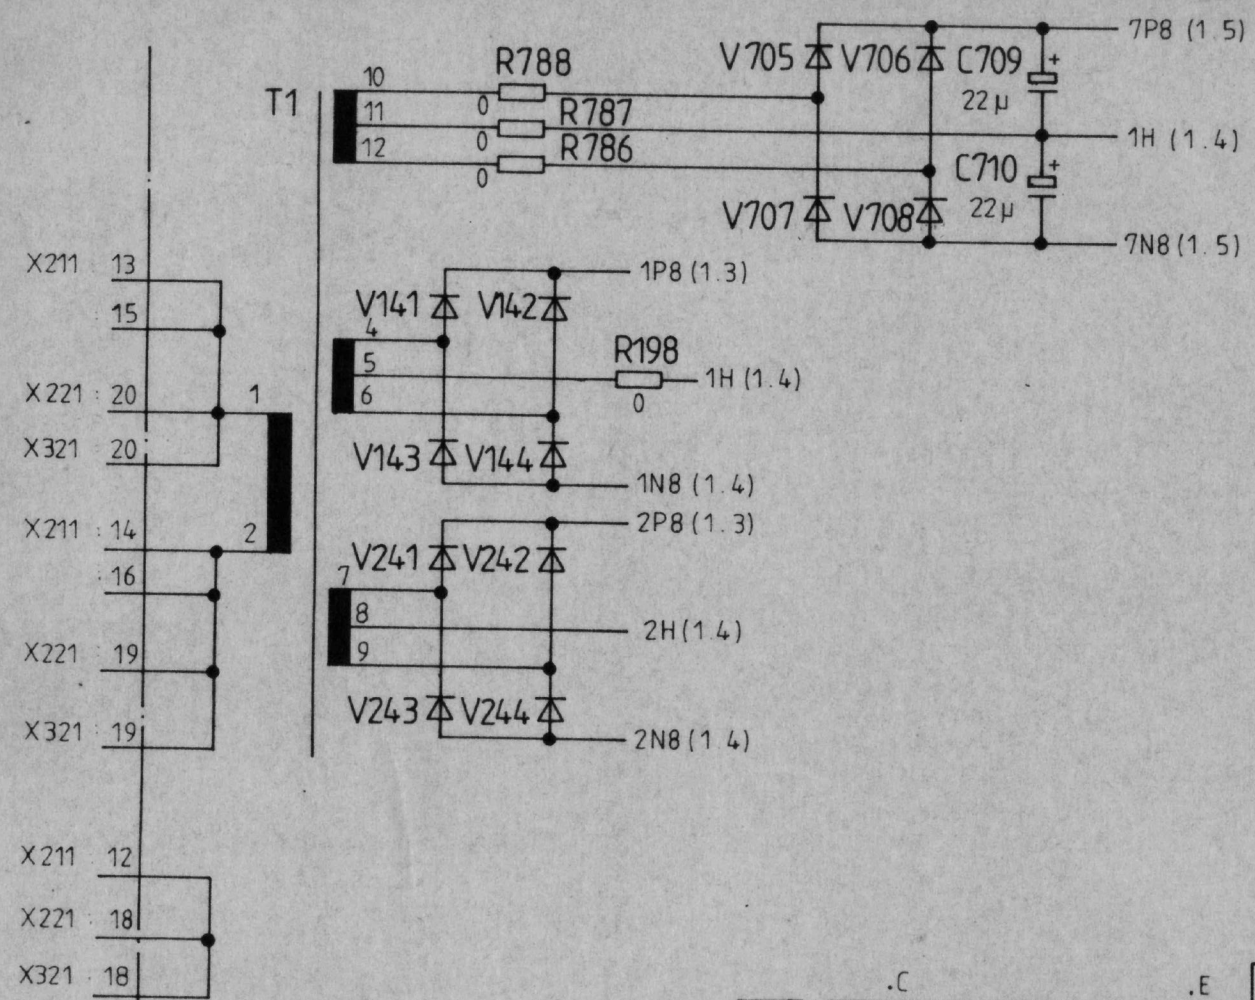 7P8 (1.5)
V705 V706 C709 +
22µ
R788
10
0
T1
11
R787
0
1H (1.4)
12
R786
0
C710 +
22µ
V707 V708
7N8 (1.5)
X211 : 13
1P8 (1.3)
V141 V142
15
4
5
R198
1H (1.4)
0
6
X221 : 20
1
X321 20
V143 V144
1N8 (1.4)
2P8 (1.3)
X211 : 14
2
V241 V242
16
7
8
2H (1.4)
9
X221 : 19
V243 V244
X321 : 19
2N8 (1.4)
X211 12
X221 : 18
X321 : 18
.C .E